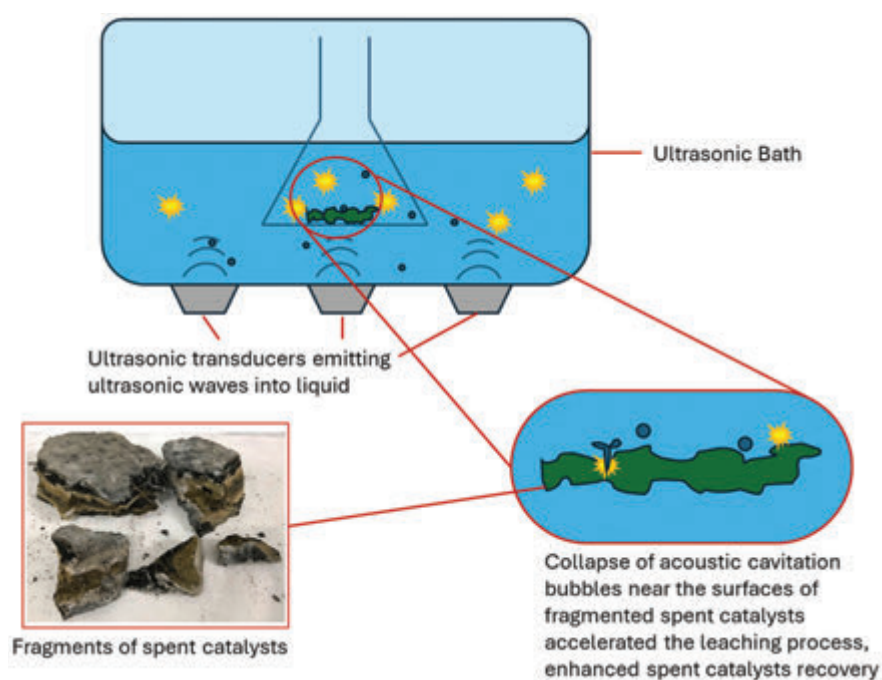 Ultrasonic Bath
Ultrasonic transducers emitting
ultrasonic waves into liquid
Fragments of spent catalysts
Collapse of acoustic cavitation
bubbles near the surfaces of
fragmented spent catalysts
accelerated the leaching process,
enhanced spent catalysts recovery